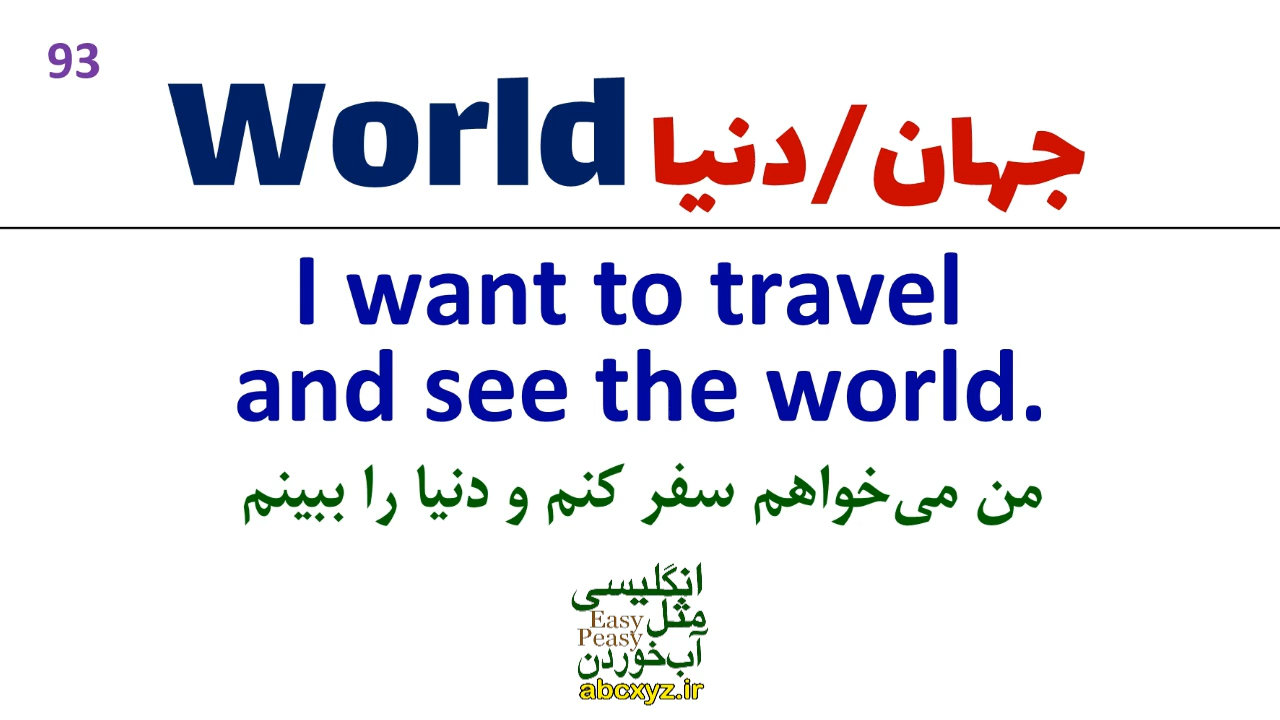 93
World جهان/دنیا
I want to travel
and see the world.
من می‌خواهم سفر کنم و دنیا را ببینم
انگلیسی
مثل Easy
Peasy
آب‌خوردن
abcxyz.ir